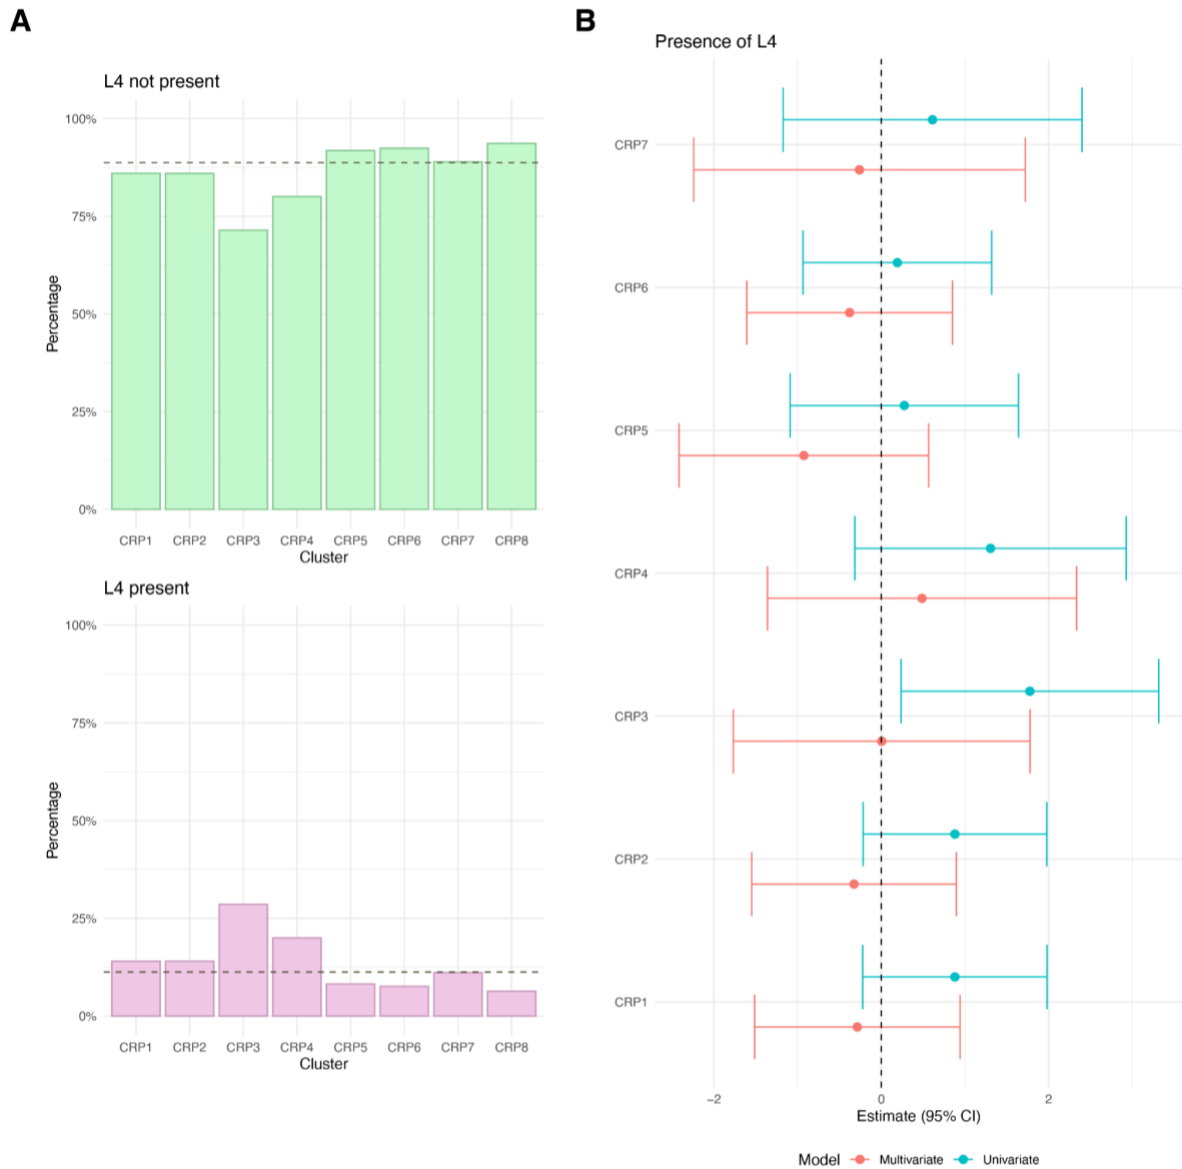 A
L4 not present
100%
75%
50%
25%
0%
Percentage
CRP1 CRP2 CRP3 CRP4 CRP5 CRP6 CRP7 CRP8
Cluster
L4 present
100%
75%
50%
25%
0%
Percentage
CRP1 CRP2 CRP3 CRP4 CRP5 CRP6 CRP7 CRP8
Cluster
B
Presence of L4
CRP7
CRP6
CRP5
CRP4
CRP3
CRP2
CRP1
−2 0 2
Estimate (95% CI)
Model Multivariate Univariate